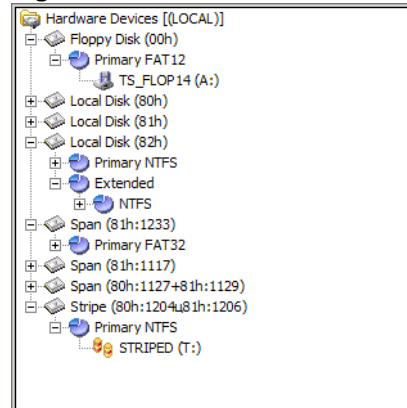 Hardware Devices [(LOCAL)]
Floppy Disk (00h)
Primary FAT12
TS_FLOP14 (A:)
Local Disk (80h)
Local Disk (81h)
Local Disk (82h)
Primary NTFS
Extended
NTFS
Span (81h:1233)
Primary FAT32
Span (81h:1117)
Span (80h:1127+81h:1129)
Stripe (80h:1204ц81h:1206)
Primary NTFS
STRIPED (T:)